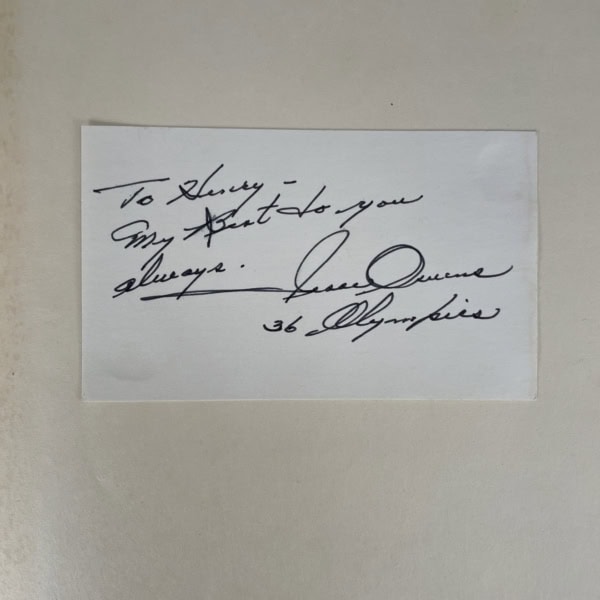 To Henry -
My Best to you
always. Jesse Owens
36 Olympics